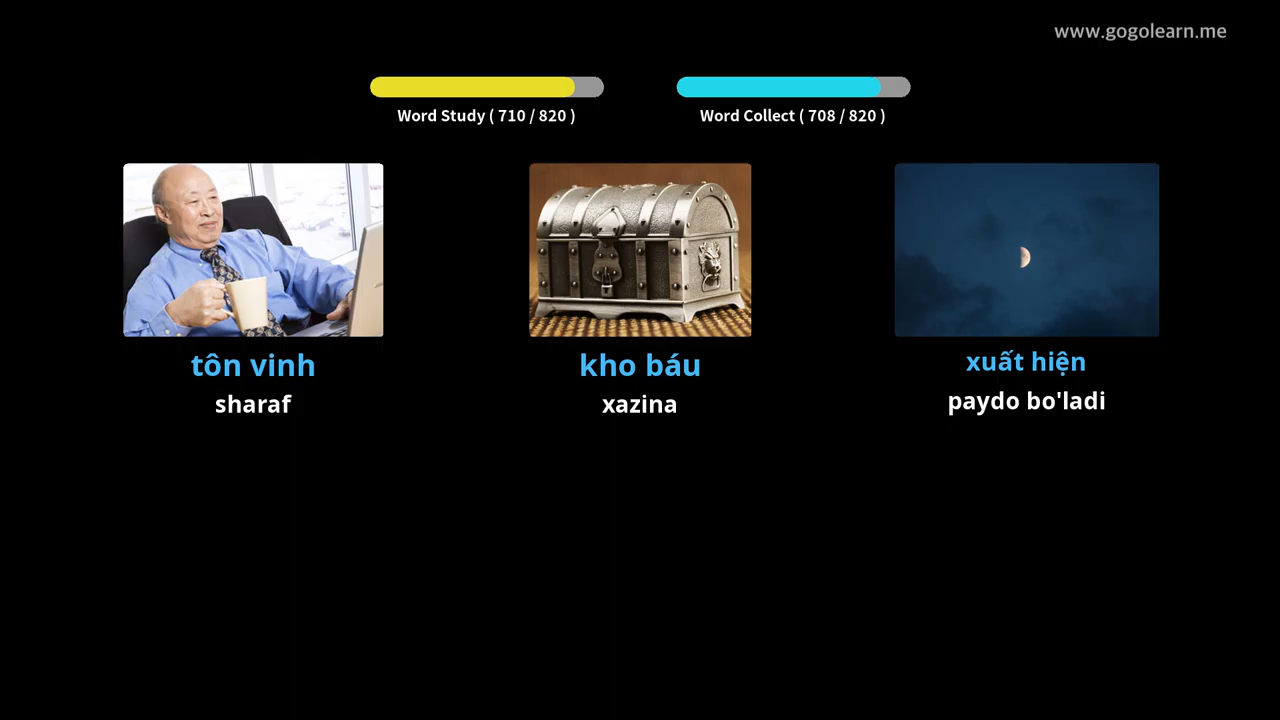 www.gogolearn.me
Word Study ( 710 / 820 )
Word Collect ( 708 / 820 )
tôn vinh
sharaf
kho báu
xazina
xuất hiện
paydo bo'ladi